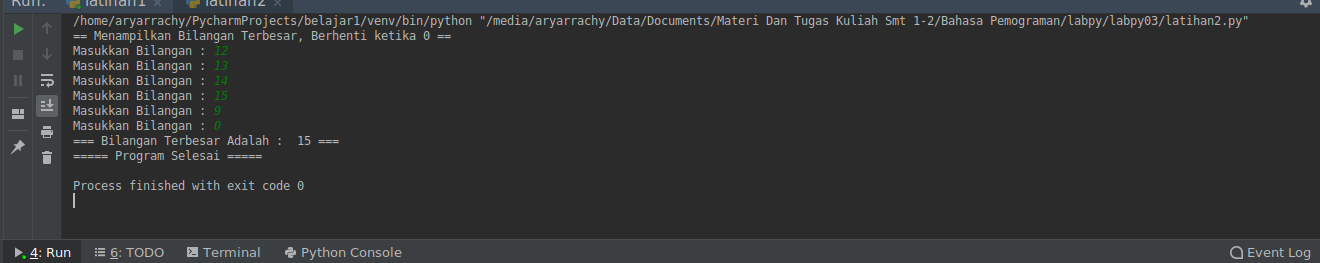 Run: latihan1 × latihan2 ×
/home/aryarrachy/PycharmProjects/belajar1/venv/bin/python "/media/aryarrachy/Data/Documents/Materi Dan Tugas Kuliah Smt 1-2/Bahasa Pemograman/labpy/labpy03/latihan2.py"
== Menampilkan Bilangan Terbesar, Berhenti ketika 0 ==
Masukkan Bilangan : 12
Masukkan Bilangan : 13
Masukkan Bilangan : 14
Masukkan Bilangan : 15
Masukkan Bilangan : 9
Masukkan Bilangan : 0
=== Bilangan Terbesar Adalah :  15 ===
===== Program Selesai =====
Process finished with exit code 0
4: Run 6: TODO Terminal Python Console Event Log